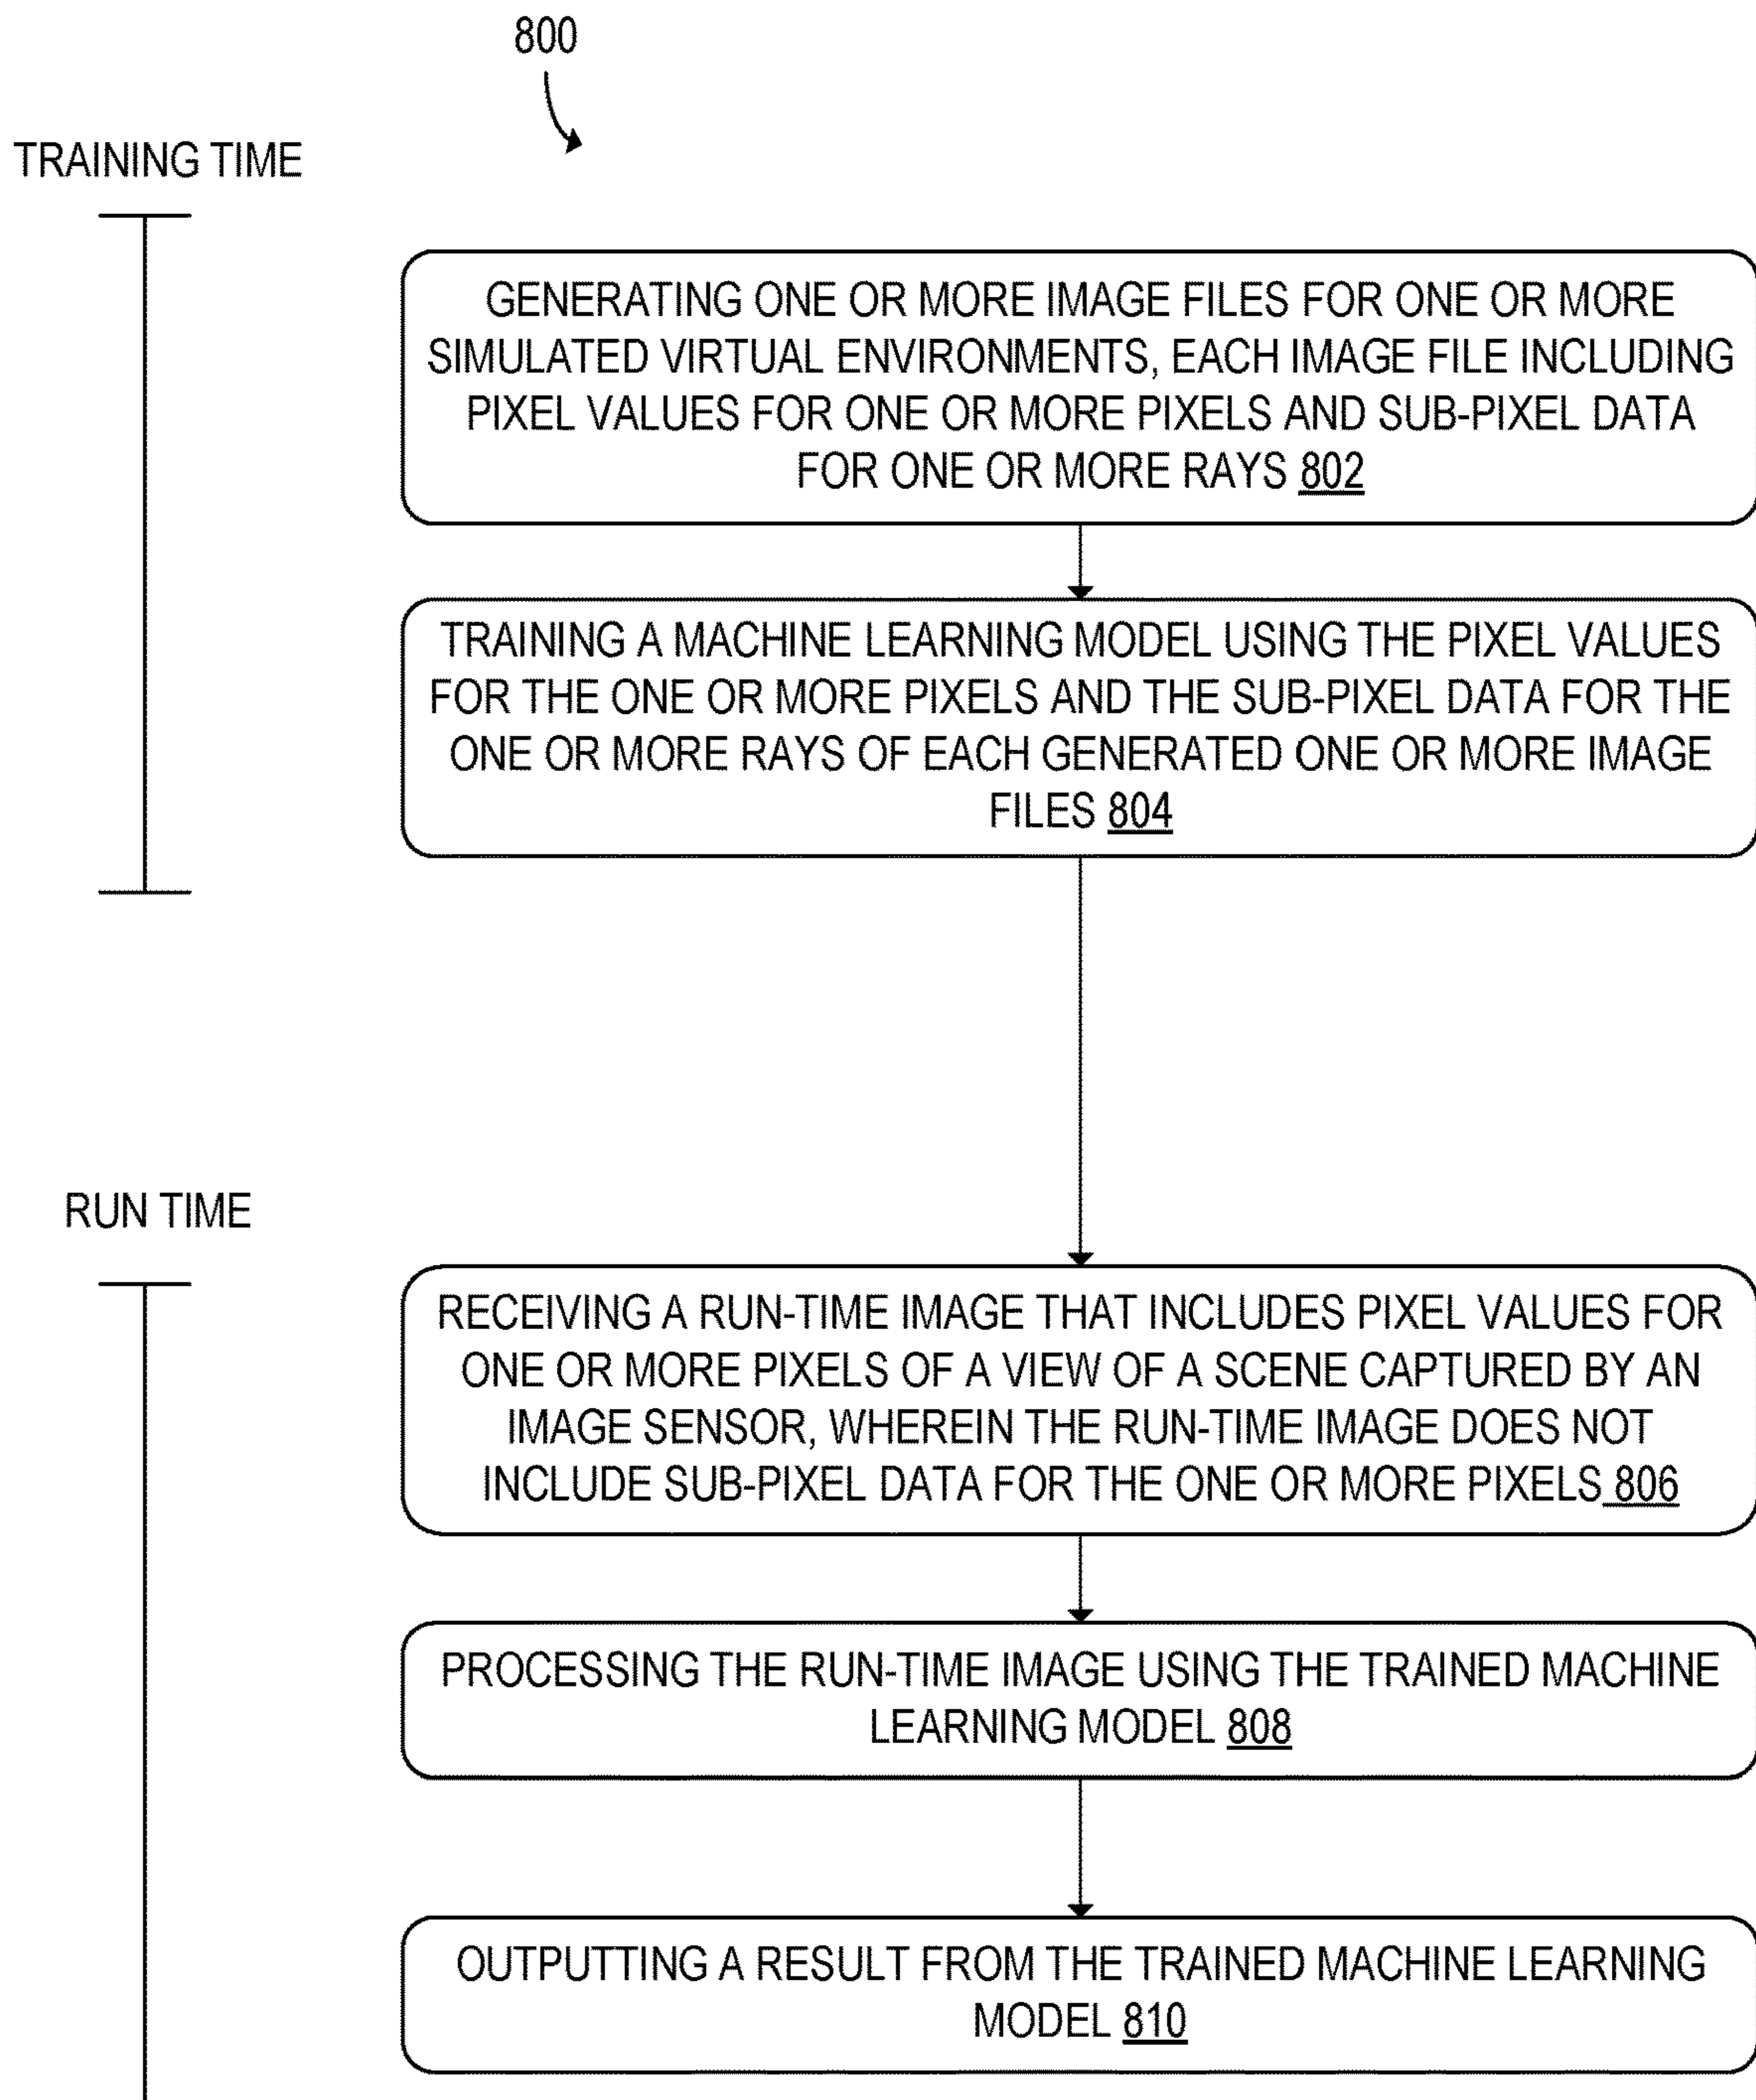 800
TRAINING TIME
GENERATING ONE OR MORE IMAGE FILES FOR ONE OR MORE
SIMULATED VIRTUAL ENVIRONMENTS, EACH IMAGE FILE INCLUDING
PIXEL VALUES FOR ONE OR MORE PIXELS AND SUB-PIXEL DATA
FOR ONE OR MORE RAYS 802
TRAINING A MACHINE LEARNING MODEL USING THE PIXEL VALUES
FOR THE ONE OR MORE PIXELS AND THE SUB-PIXEL DATA FOR THE
ONE OR MORE RAYS OF EACH GENERATED ONE OR MORE IMAGE
FILES 804
RUN TIME
RECEIVING A RUN-TIME IMAGE THAT INCLUDES PIXEL VALUES FOR
ONE OR MORE PIXELS OF A VIEW OF A SCENE CAPTURED BY AN
IMAGE SENSOR, WHEREIN THE RUN-TIME IMAGE DOES NOT
INCLUDE SUB-PIXEL DATA FOR THE ONE OR MORE PIXELS 806
PROCESSING THE RUN-TIME IMAGE USING THE TRAINED MACHINE
LEARNING MODEL 808
OUTPUTTING A RESULT FROM THE TRAINED MACHINE LEARNING
MODEL 810